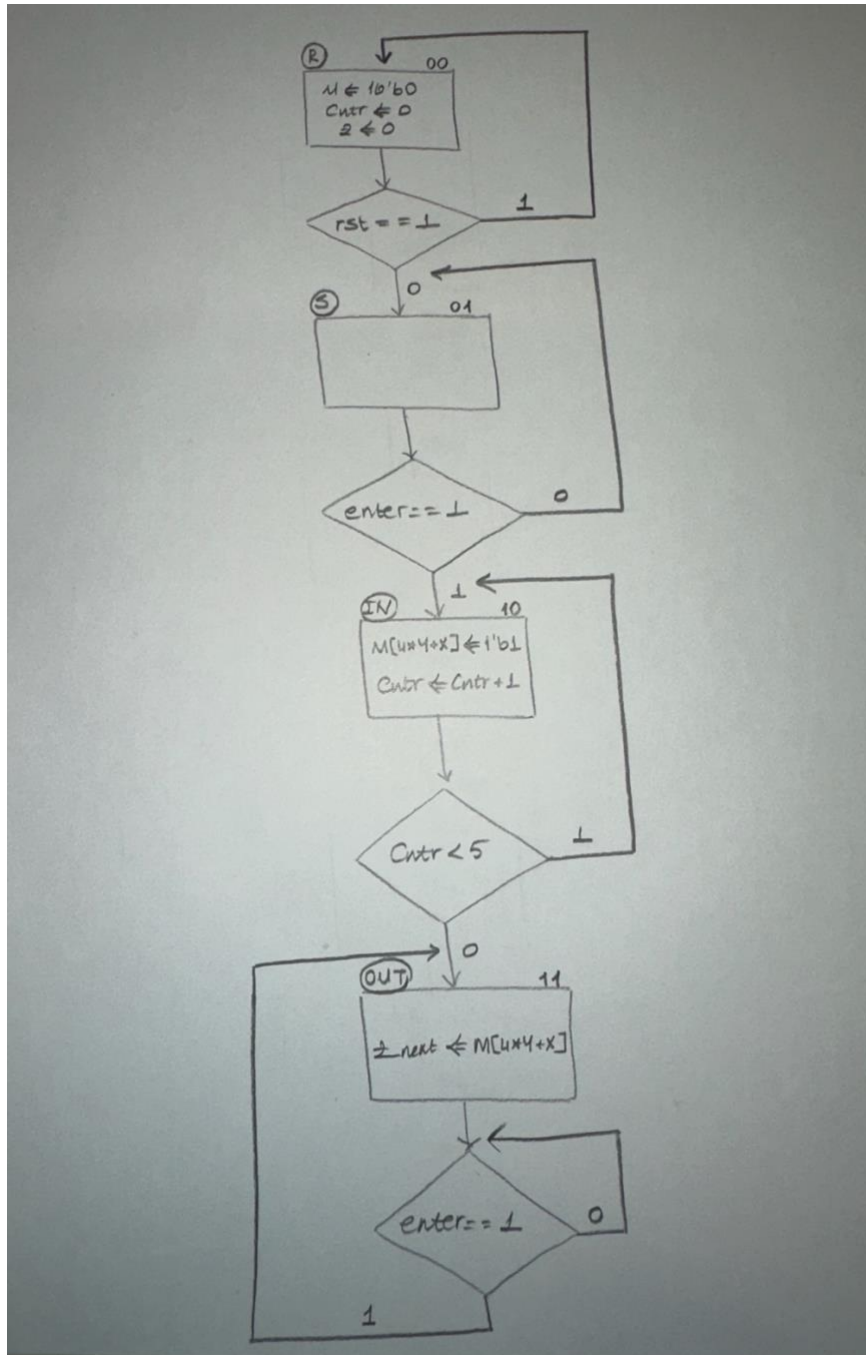 R
00
M ⇐ 16'b0
Cntr ⇐ 0
z ⇐ 0
rst == 1
1
0
S
01
enter == 1
0
1
IN
10
M[4*Y+X] ⇐ 1'b1
Cntr ⇐ Cntr+1
Cntr < 5
1
0
OUT
11
z_next ⇐ M[4*Y+X]
enter == 1
0
1